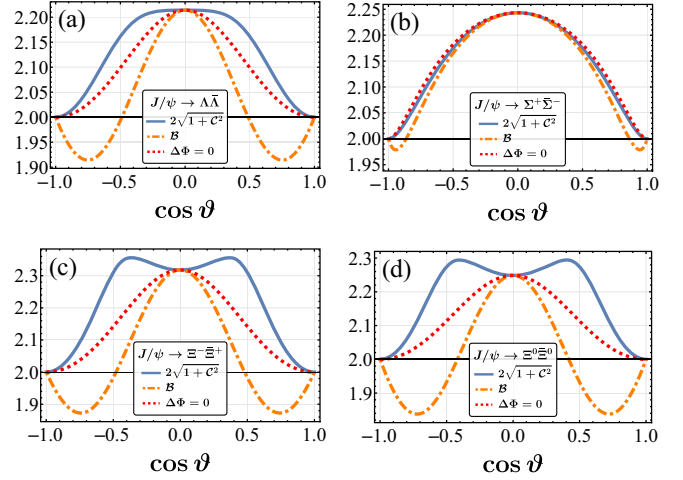 (a)
2.20
2.15
2.10
2.05
2.00
1.95
1.90
J/ψ → ΛΛ̄
2√1 + C²
B
ΔΦ = 0
−1.0 −0.5 0.0 0.5 1.0
cos ϑ
(b)
2.25
2.20
2.15
2.10
2.05
2.00
1.95
J/ψ → Σ⁺Σ̄⁻
2√1 + C²
B
ΔΦ = 0
−1.0 −0.5 0.0 0.5 1.0
cos ϑ
(c)
2.3
2.2
2.1
2.0
1.9
J/ψ → Ξ⁻Ξ̄⁺
2√1 + C²
B
ΔΦ = 0
−1.0 −0.5 0.0 0.5 1.0
cos ϑ
(d)
2.3
2.2
2.1
2.0
1.9
J/ψ → Ξ⁰Ξ̄⁰
2√1 + C²
B
ΔΦ = 0
−1.0 −0.5 0.0 0.5 1.0
cos ϑ